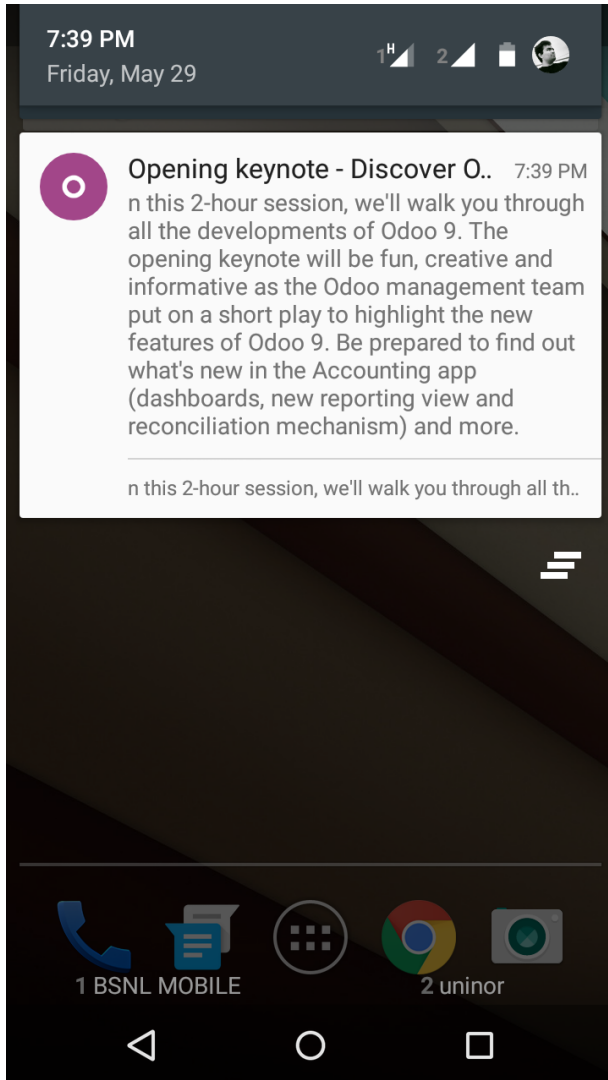 7:39 PM
Friday, May 29
1 H 2
Opening keynote - Discover O.. 7:39 PM
n this 2-hour session, we'll walk you through
all the developments of Odoo 9. The
opening keynote will be fun, creative and
informative as the Odoo management team
put on a short play to highlight the new
features of Odoo 9. Be prepared to find out
what's new in the Accounting app
(dashboards, new reporting view and
reconciliation mechanism) and more.
n this 2-hour session, we'll walk you through all th..
1 BSNL MOBILE 2 uninor